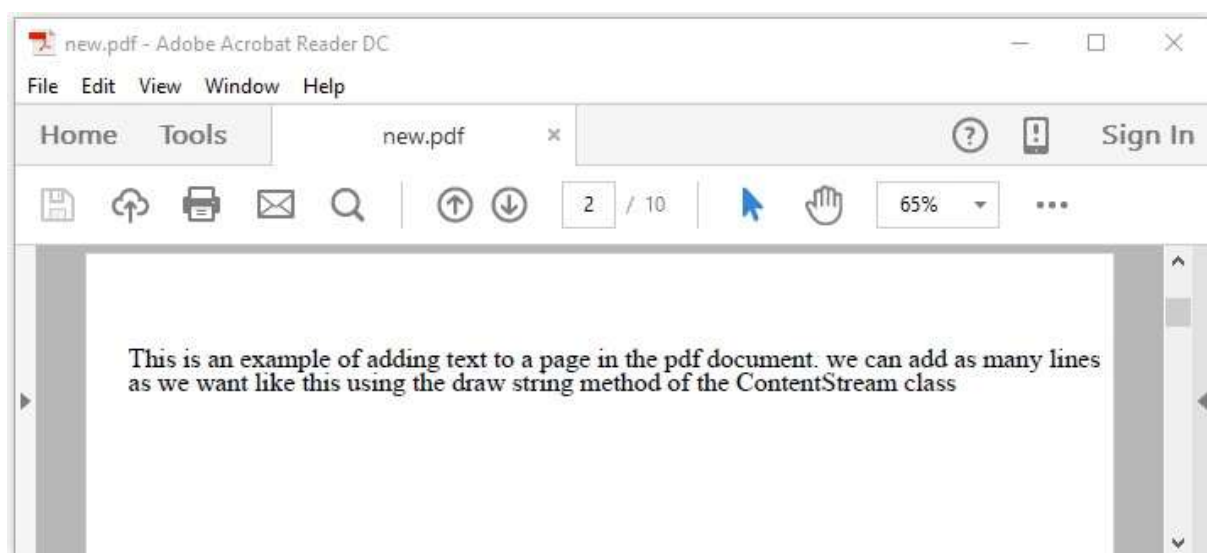 new.pdf - Adobe Acrobat Reader DC
File Edit View Window Help
Home Tools new.pdf × ? ! Sign In
2 / 10 65% •••
This is an example of adding text to a page in the pdf document. we can add as many lines
as we want like this using the draw string method of the ContentStream class